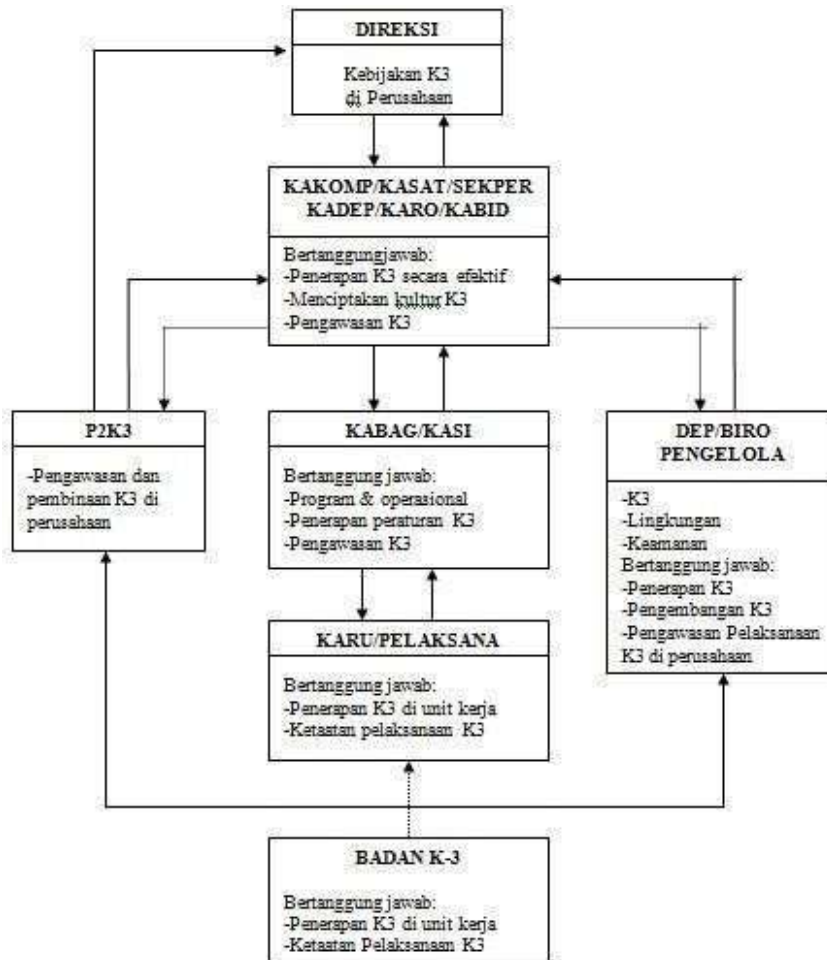 DIREKSI
Kebijakan K3
di Perusahaan
KAKOMP/KASAT/SEKPER
KADEP/KARO/KABID
Bertanggungjawab:
-Penerapan K3 secara efektif
-Menciptakan kultur K3
-Pengawasan K3
P2K3
-Pengawasan dan
pembinaan K3 di
perusahaan
KABAG/KASI
Bertanggung jawab:
-Program & operasional
-Penerapan peraturan K3
-Pengawasan K3
DEP/BIRO
PENGELOLA
-K3
-Lingkungan
-Keamanan
Bertanggung jawab:
-Penerapan K3
-Pengembangan K3
-Pengawasan Pelaksanaan
K3 di perusahaan
KARU/PELAKSANA
Bertanggung jawab:
-Penerapan K3 di unit kerja
-Ketaatan pelaksanaan K3
BADAN K-3
Bertanggung jawab:
-Penerapan K3 di unit kerja
-Ketaatan Pelaksanaan K3